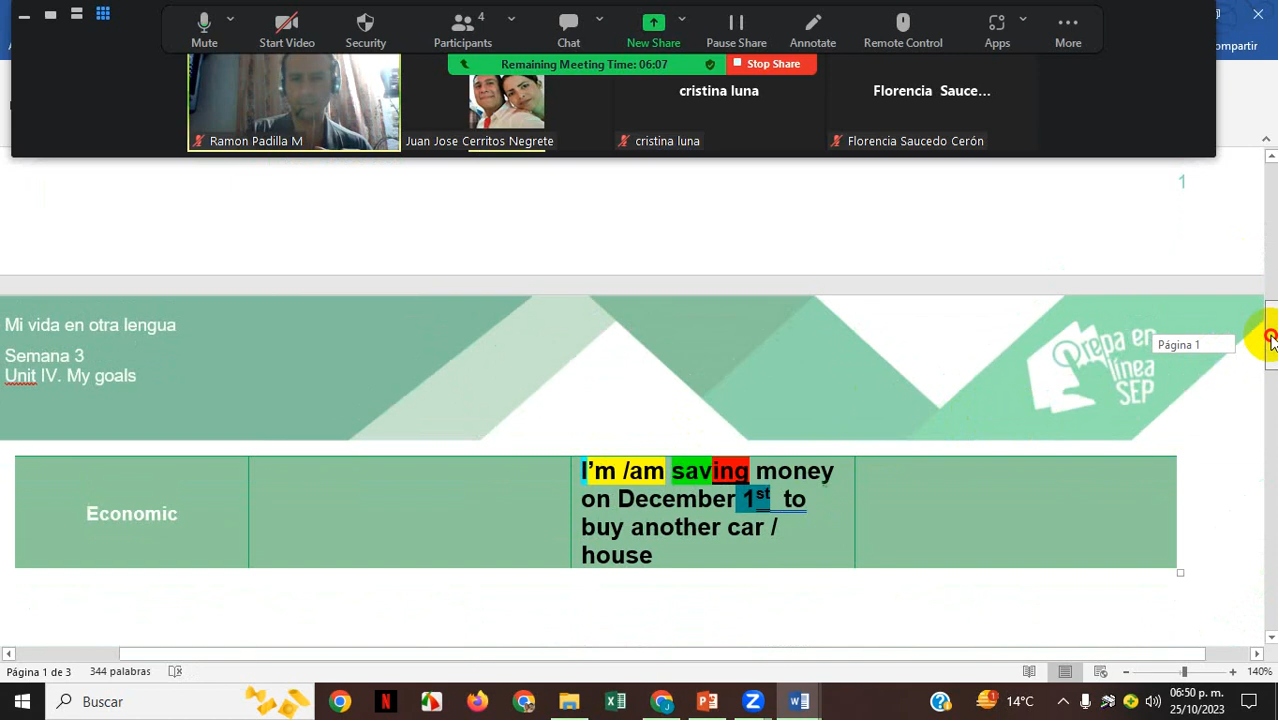 Mute
Start Video
Security
Participants
4
Chat
New Share
Pause Share
Annotate
Remote Control
Apps
More
Compartir
Remaining Meeting Time: 06:07
Stop Share
cristina luna
Florencia Sauce...
Ramon Padilla M
Juan Jose Cerritos Negrete
cristina luna
Florencia Saucedo Cerón
1
Mi vida en otra lengua
Semana 3
Unit IV. My goals
Prepa en
línea
SEP
Página 1
Economic
I'm /am saving money
on December 1st to
buy another car /
house
Página 1 de 3
344 palabras
140%
Buscar
14°C
06:50 p. m.
25/10/2023